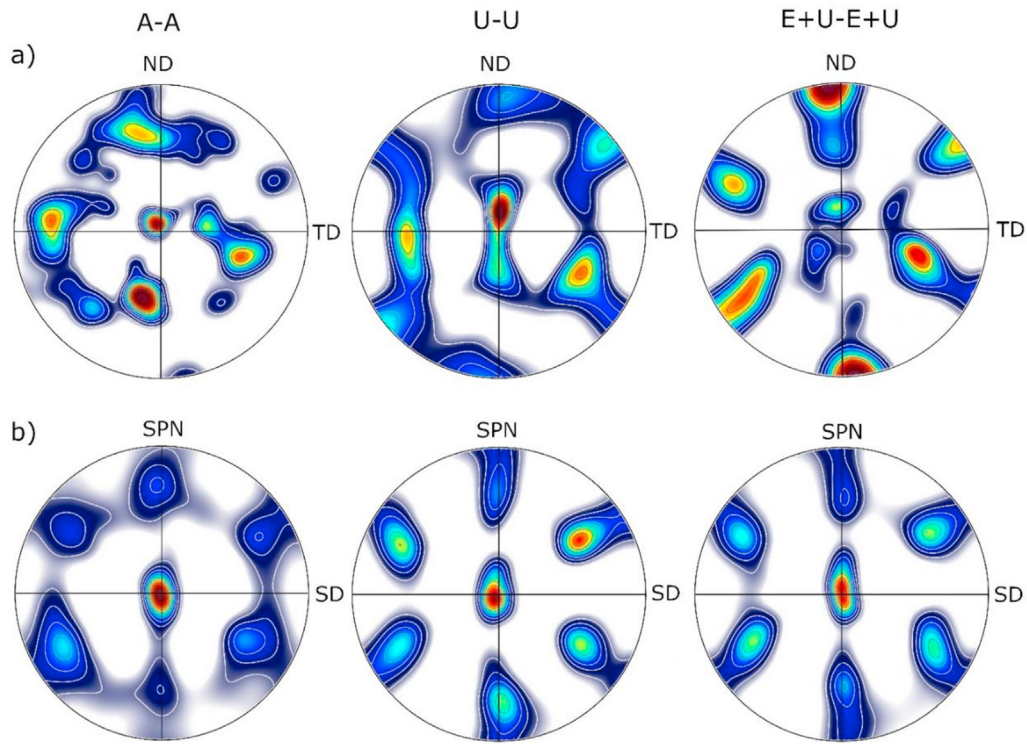 A-A U-U E+U-E+U
a) ND ND ND
TD TD TD
b) SPN SPN SPN
SD SD SD